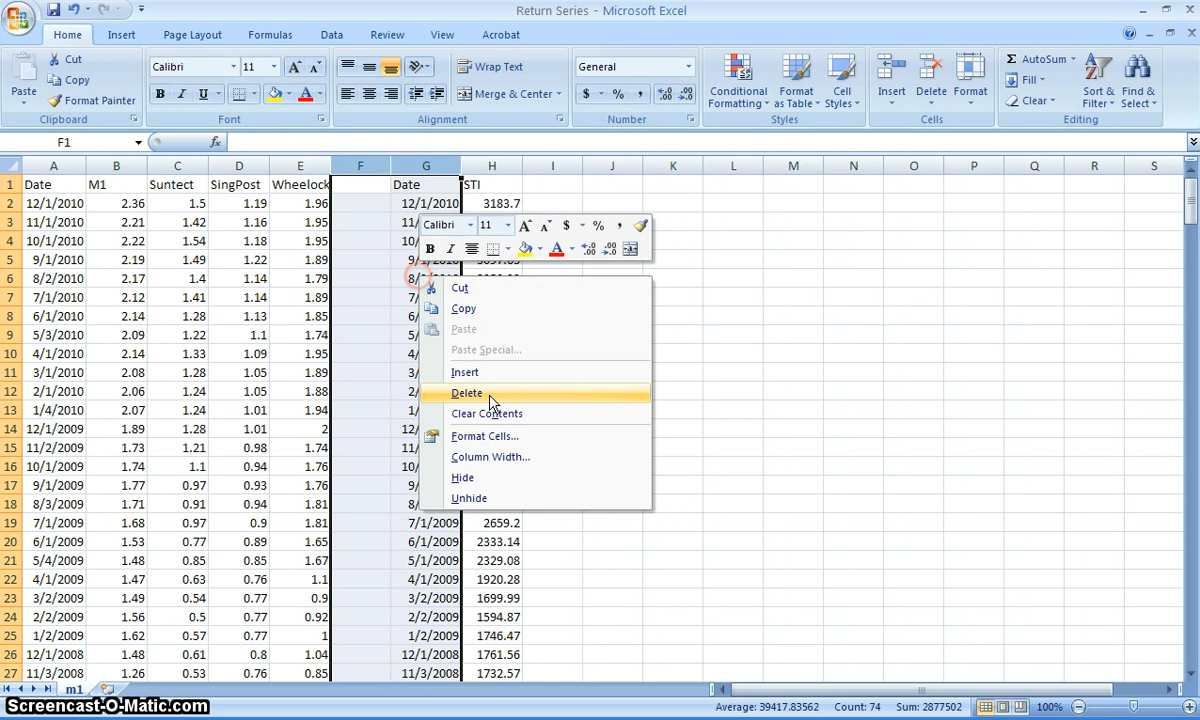 Return Series - Microsoft Excel
Home Insert Page Layout Formulas Data Review View Acrobat
Paste Cut Copy Format Painter Clipboard
Calibri 11 A A B I U A Font
Wrap Text Merge & Center Alignment
General $ % , Number
Conditional Formatting Format as Table Cell Styles Styles
Insert Delete Format Cells
Σ AutoSum Fill Clear Sort & Filter Find & Select Editing
F1 fx
A B C D E F G H I J K L M N O P Q R S
1 Date M1 Suntect SingPost Wheelock Date STI
2 12/1/2010 2.36 1.5 1.19 1.96 12/1/2010 3183.7
3 11/1/2010 2.21 1.42 1.16 1.95 11/
4 10/1/2010 2.22 1.54 1.18 1.95 10/
5 9/1/2010 2.19 1.49 1.22 1.89
6 8/2/2010 2.17 1.4 1.14 1.79 8/
7 7/1/2010 2.12 1.41 1.14 1.89 7/
8 6/1/2010 2.14 1.28 1.13 1.85 6/
9 5/3/2010 2.09 1.22 1.1 1.74 5/
10 4/1/2010 2.14 1.33 1.09 1.95 4/
11 3/1/2010 2.08 1.28 1.05 1.89 3/
12 2/1/2010 2.06 1.24 1.05 1.88 2/
13 1/4/2010 2.07 1.24 1.01 1.94 1/
14 12/1/2009 1.89 1.28 1.01 2 12/
15 11/2/2009 1.73 1.21 0.98 1.74 11/
16 10/1/2009 1.74 1.1 0.94 1.76 10/
17 9/1/2009 1.77 0.97 0.93 1.76 9/
18 8/3/2009 1.71 0.91 0.94 1.81 8/
19 7/1/2009 1.68 0.97 0.9 1.81 7/1/2009 2659.2
20 6/1/2009 1.53 0.77 0.89 1.65 6/1/2009 2333.14
21 5/4/2009 1.48 0.85 0.85 1.67 5/1/2009 2329.08
22 4/1/2009 1.47 0.63 0.76 1.1 4/1/2009 1920.28
23 3/2/2009 1.49 0.54 0.77 0.9 3/2/2009 1699.99
24 2/2/2009 1.56 0.5 0.77 0.92 2/2/2009 1594.87
25 1/2/2009 1.62 0.57 0.77 1 1/2/2009 1746.47
26 12/1/2008 1.48 0.61 0.8 1.04 12/1/2008 1761.56
27 11/3/2008 1.26 0.53 0.76 0.85 11/3/2008 1732.57
Calibri 11 A A $ % ,
B I A
Cut
Copy
Paste
Paste Special...
Insert
Delete
Clear Contents
Format Cells...
Column Width...
Hide
Unhide
m1
Screencast-O-Matic.com Average: 39417.83562 Count: 74 Sum: 2877502 100%